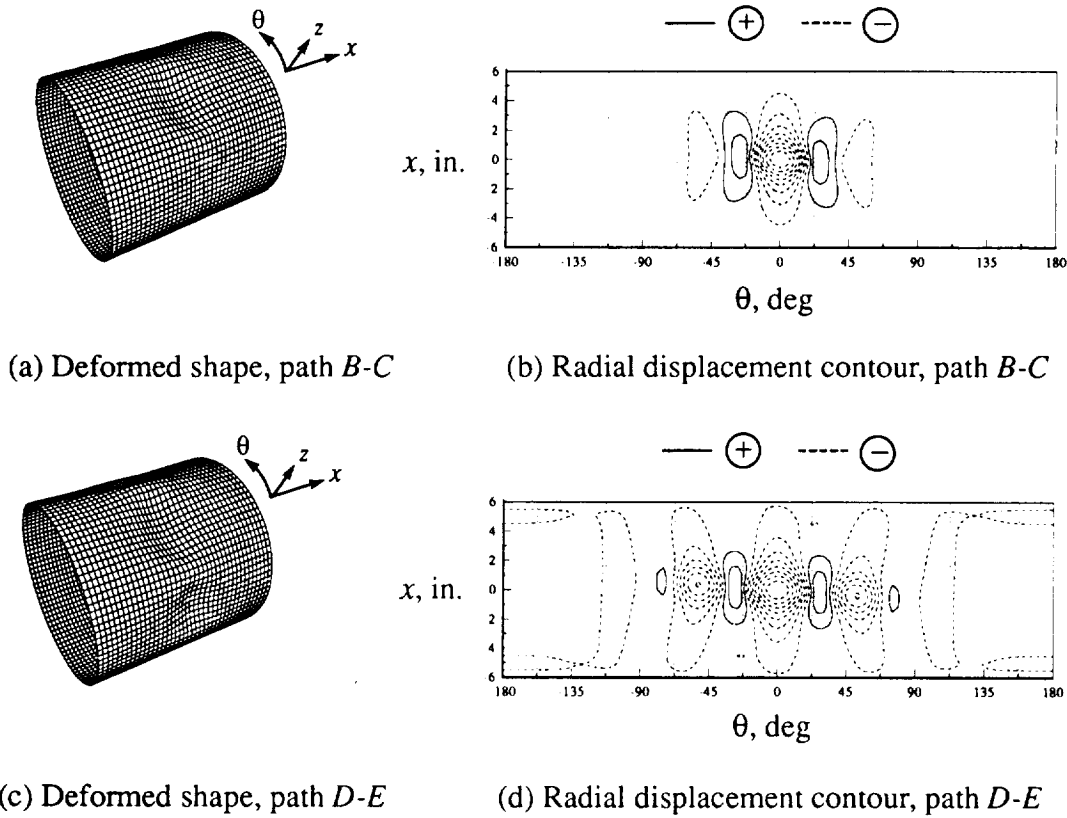 θ
z
x
+ −
6
4
2
x, in. 0
2
4
6
-180 -135 -90 -45 0 45 90 135 180
θ, deg
(a) Deformed shape, path B-C
(b) Radial displacement contour, path B-C
θ
z
x
+ −
6
4
2
x, in. 0
2
4
6
180 -135 -90 -45 0 45 90 135 180
θ, deg
(c) Deformed shape, path D-E
(d) Radial displacement contour, path D-E